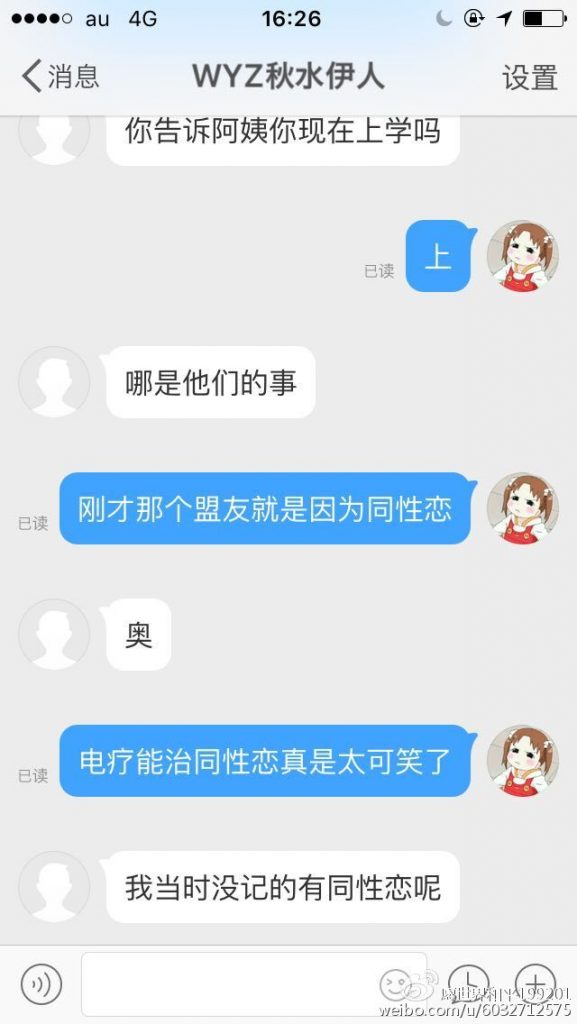 au 4G 16:26
消息 WYZ秋水伊人 设置
你告诉阿姨你现在上学吗
上
已读
哪是他们的事
刚才那个盟友就是因为同性恋
已读
奥
电疗能治同性恋真是太可笑了
已读
我当时没记的有同性恋呢
weibo.com/u/6032712575